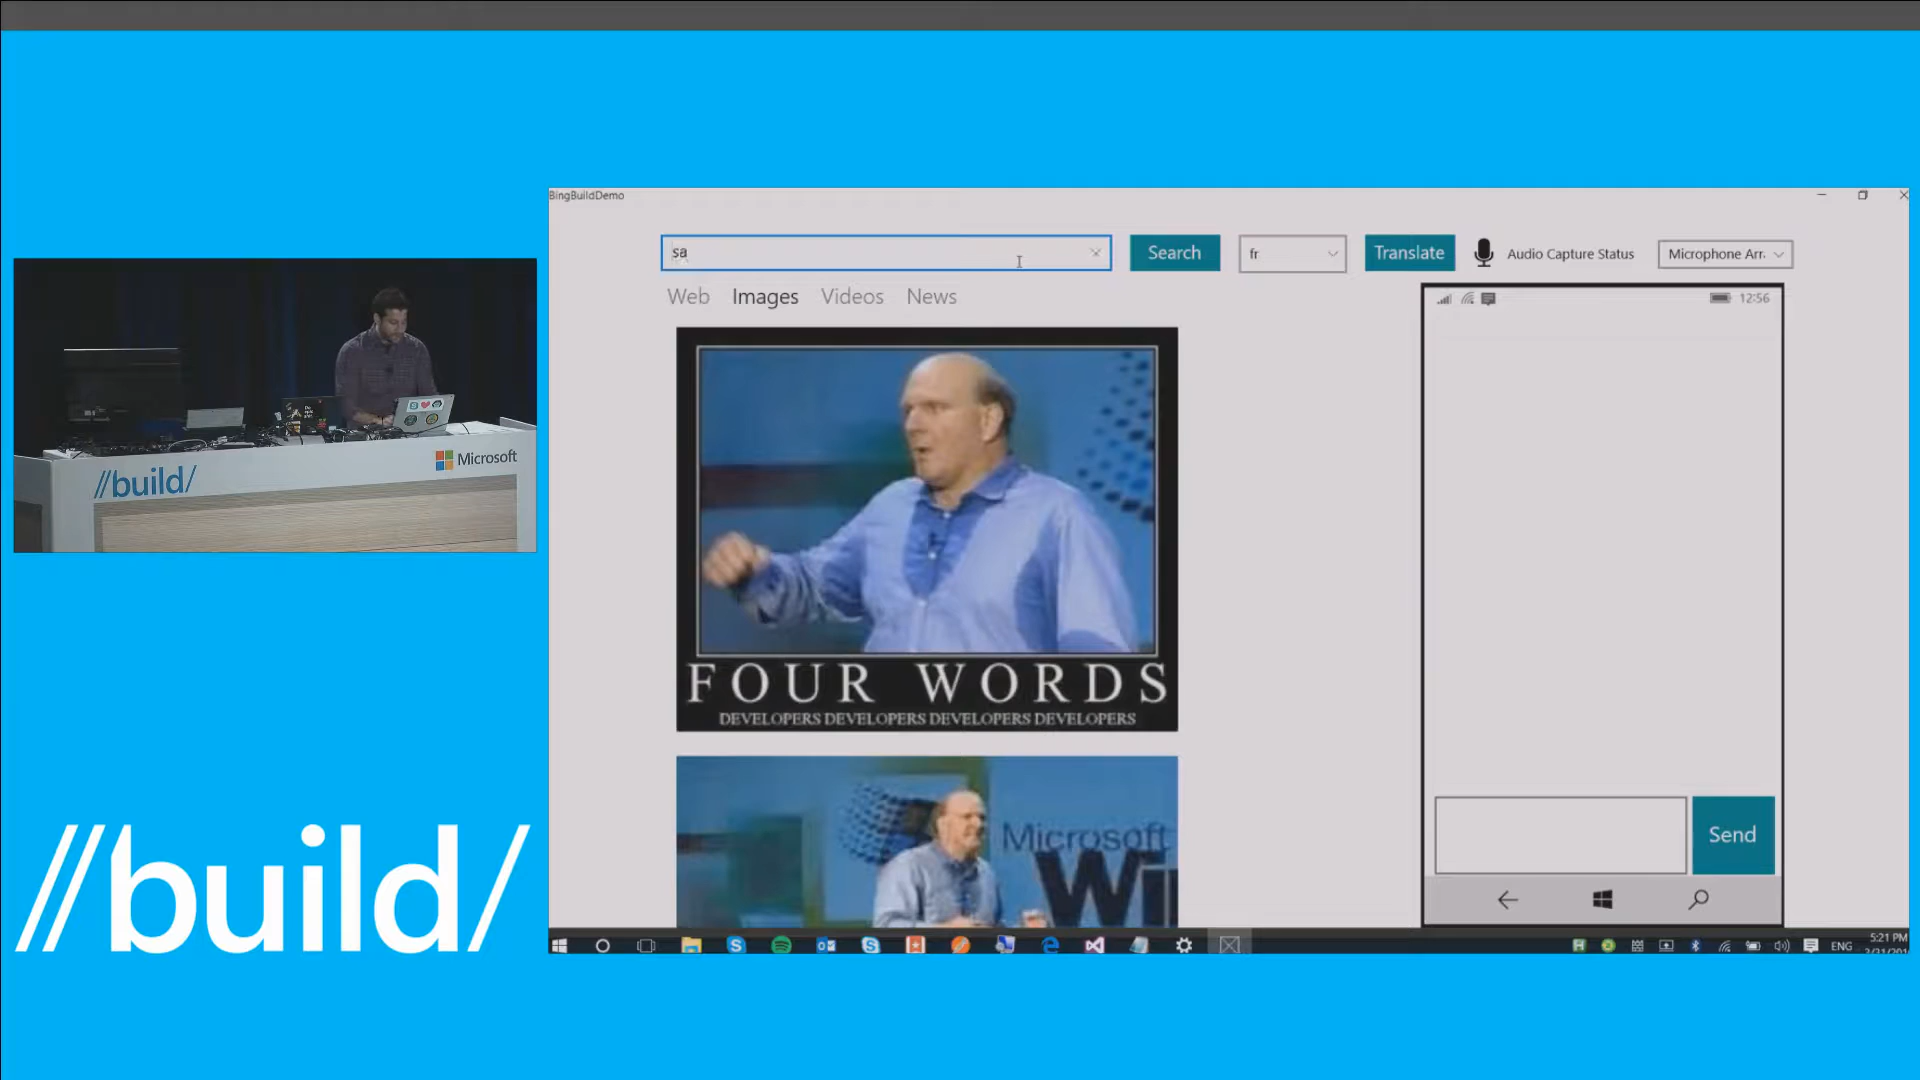 BingBuildDemo
sa
Search
fr
Translate
Audio Capture Status
Microphone Arr.
Web
Images
Videos
News
12:56
FOUR WORDS
DEVELOPERS DEVELOPERS DEVELOPERS DEVELOPERS
Microsoft
Wi
Send
ENG
5:21 PM
//build/
Microsoft
//build/